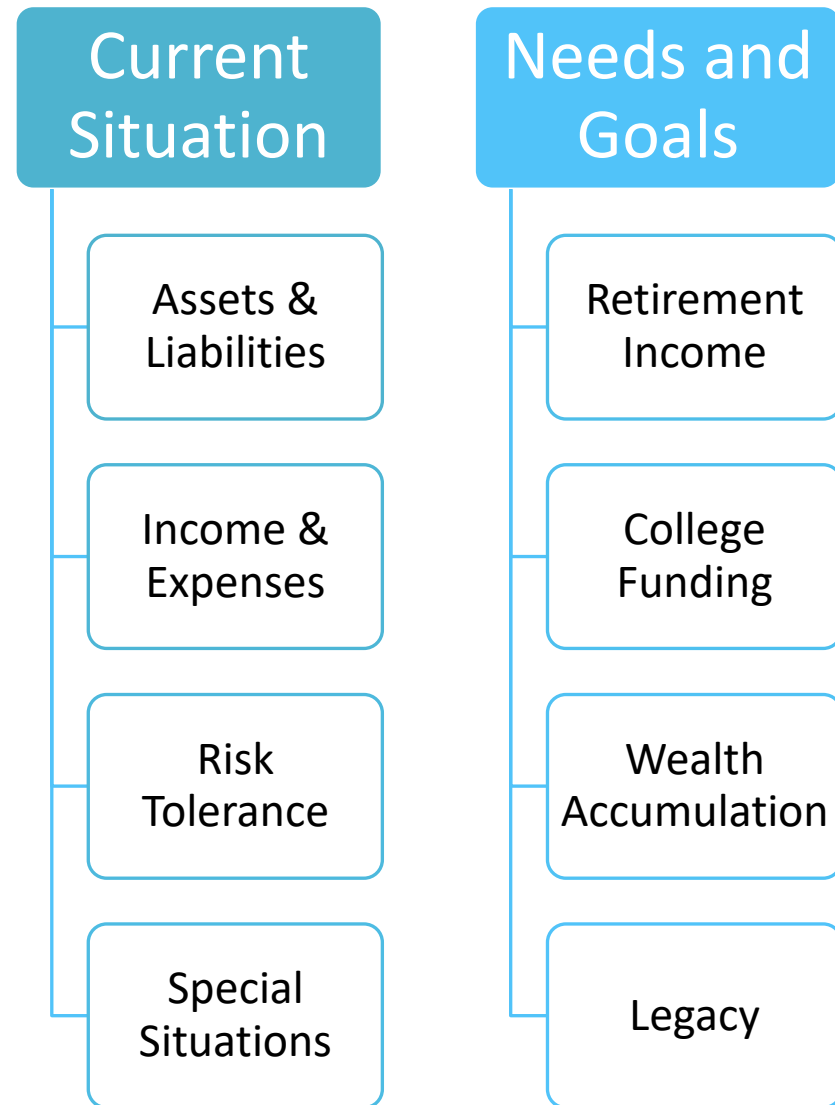 Current
Situation
Assets &
Liabilities
Income &
Expenses
Risk
Tolerance
Special
Situations
Needs and
Goals
Retirement
Income
College
Funding
Wealth
Accumulation
Legacy